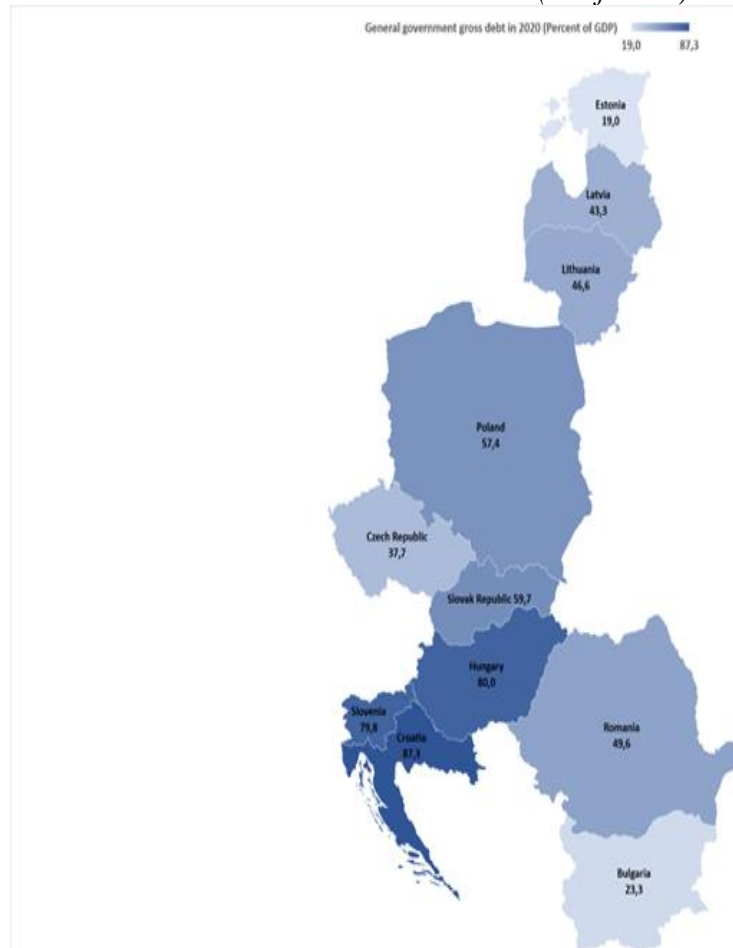 General government gross debt in 2020 (Percent of GDP)
19,0 87,3
Estonia
19,0
Latvia
43,3
Lithuania
46,6
Poland
57,4
Czech Republic
37,7
Slovak Republic 59,7
Hungary
80,0
Slovenia
79,8
Croatia
87,3
Romania
49,6
Bulgaria
23,3